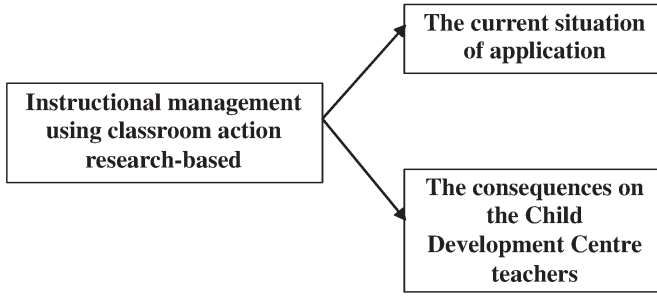 Instructional management
using classroom action
research-based
The current situation
of application
The consequences on
the Child
Development Centre
teachers